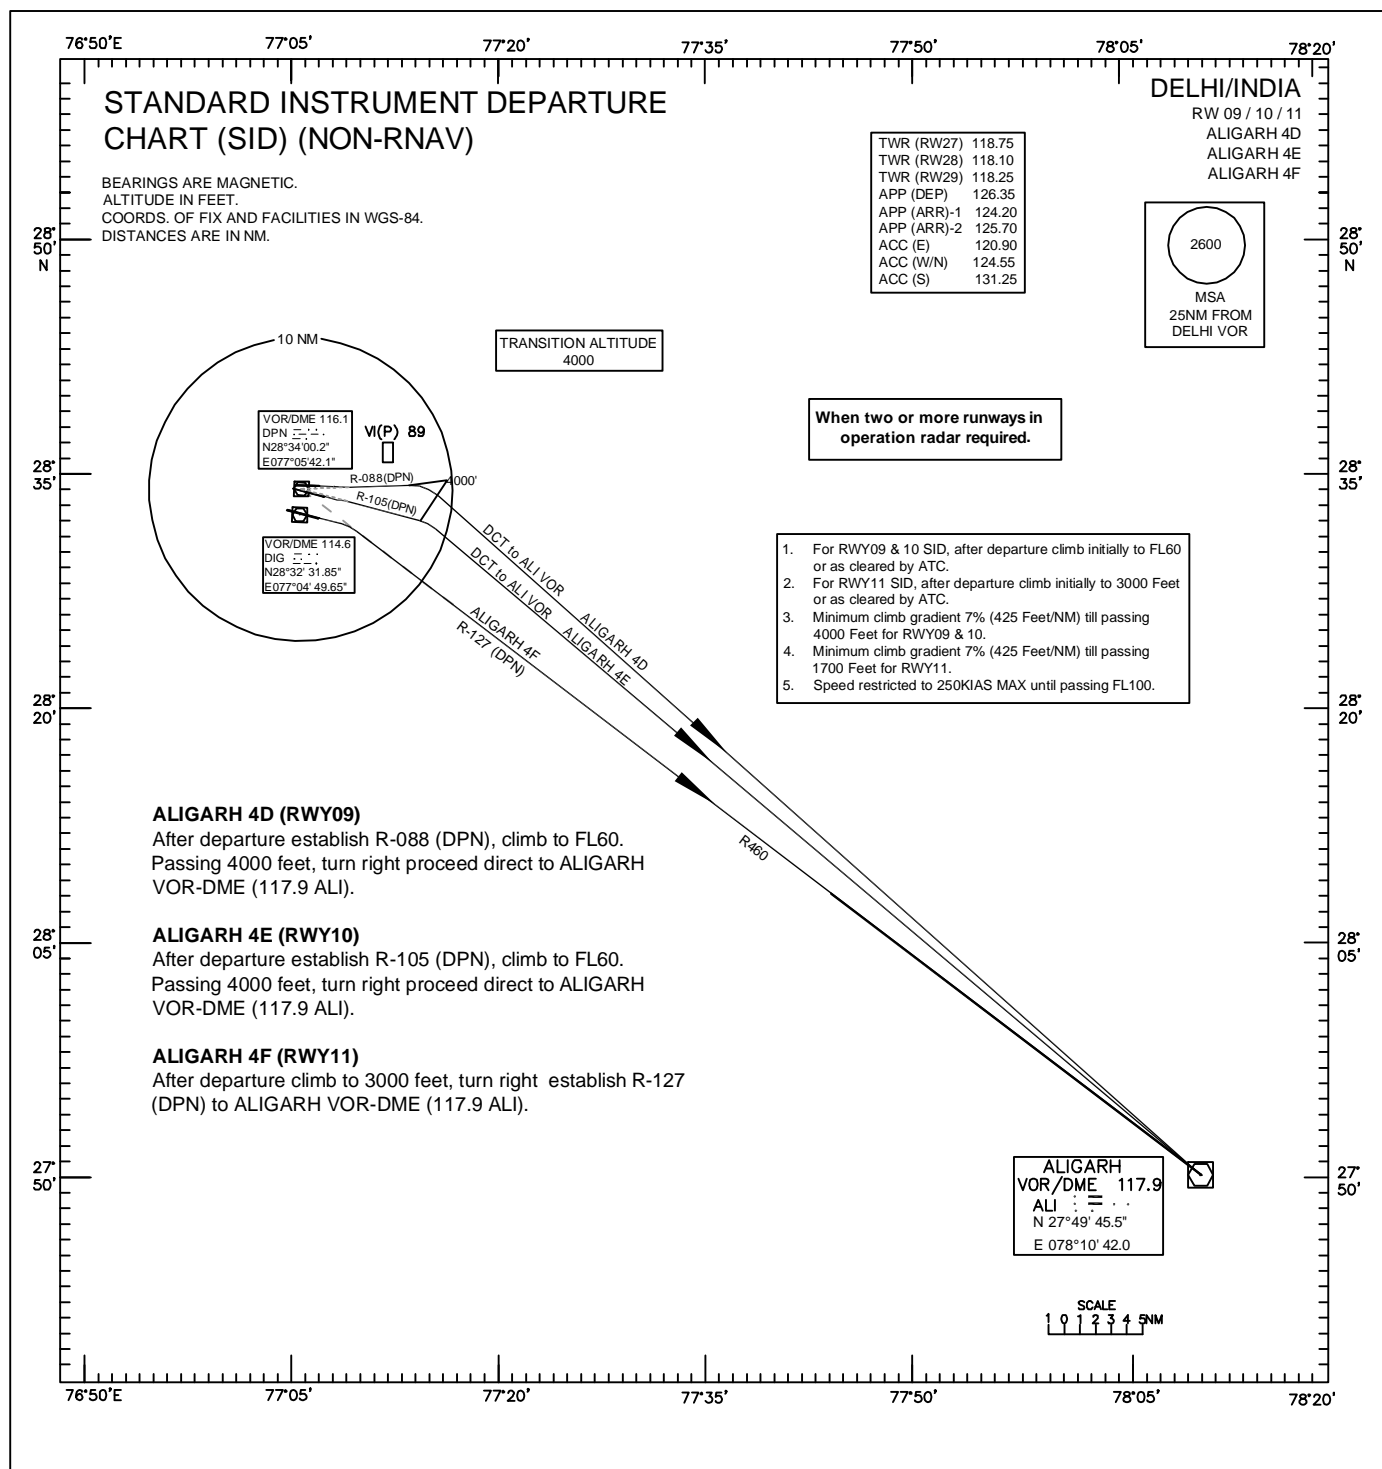 76°50'E 77°05' 77°20' 77°35' 77°50' 78°05' 78°20'
STANDARD INSTRUMENT DEPARTURE
CHART (SID) (NON-RNAV)
BEARINGS ARE MAGNETIC.
ALTITUDE IN FEET.
COORDS. OF FIX AND FACILITIES IN WGS-84.
DISTANCES ARE IN NM.
DELHI/INDIA
RW 09 / 10 / 11
ALIGARH 4D
ALIGARH 4E
ALIGARH 4F
TWR (RW27) 118.75
TWR (RW28) 118.10
TWR (RW29) 118.25
APP (DEP) 126.35
APP (ARR)-1 124.20
APP (ARR)-2 125.70
ACC (E) 120.90
ACC (W/N) 124.55
ACC (S) 131.25
2600
MSA
25NM FROM
DELHI VOR
28°
50'
N
28°
50'
N
TRANSITION ALTITUDE
4000
10 NM
When two or more runways in
operation radar required.
VOR/DME 116.1
DPN
N28°34'00.2"
E077°05'42.1"
VI(P) 89
28°
35'
28°
35'
R-088(DPN)
4000'
R-105(DPN)
VOR/DME 114.6
DIG
N28°32' 31.85"
E077°04' 49.65"
DCT to ALI VOR
ALIGARH 4D
DCT to ALI VOR
ALIGARH 4E
ALIGARH 4F
R-127 (DPN)
1. For RWY09 & 10 SID, after departure climb initially to FL60
or as cleared by ATC.
2. For RWY11 SID, after departure climb initially to 3000 Feet
or as cleared by ATC.
3. Minimum climb gradient 7% (425 Feet/NM) till passing
4000 Feet for RWY09 & 10.
4. Minimum climb gradient 7% (425 Feet/NM) till passing
1700 Feet for RWY11.
5. Speed restricted to 250KIAS MAX until passing FL100.
28°
20'
28°
20'
R460
ALIGARH 4D (RWY09)
After departure establish R-088 (DPN), climb to FL60.
Passing 4000 feet, turn right proceed direct to ALIGARH
VOR-DME (117.9 ALI).
ALIGARH 4E (RWY10)
After departure establish R-105 (DPN), climb to FL60.
Passing 4000 feet, turn right proceed direct to ALIGARH
VOR-DME (117.9 ALI).
28°
05'
28°
05'
ALIGARH 4F (RWY11)
After departure climb to 3000 feet, turn right establish R-127
(DPN) to ALIGARH VOR-DME (117.9 ALI).
27°
50'
27°
50'
ALIGARH
VOR/DME 117.9
ALI
N 27°49' 45.5"
E 078°10' 42.0
SCALE
1 0 1 2 3 4 5NM
76°50'E 77°05' 77°20' 77°35' 77°50' 78°05' 78°20'